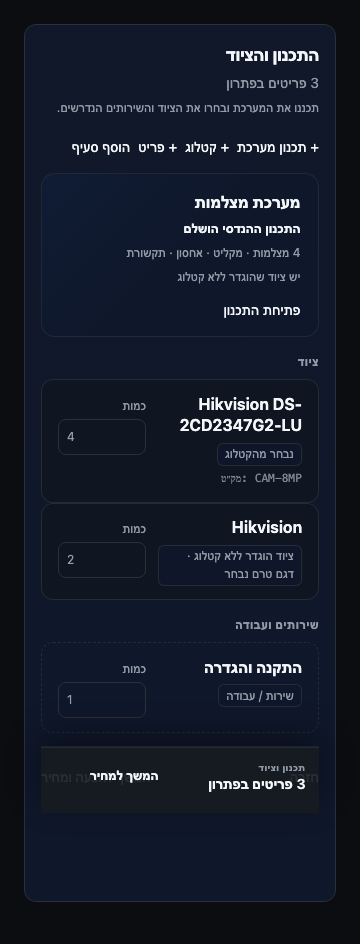 התכנון והציוד
3 פריטים בפתרון
תכננו את המערכת ובחרו את הציוד והשירותים הנדרשים.
+ תכנון מערכת + קטלוג + פריט הוסף סעיף
מערכת מצלמות
התכנון ההנדסי הושלם
4 מצלמות · מקליט · אחסון · תקשורת
יש ציוד שהוגדר ללא קטלוג
פתיחת התכנון
ציוד
Hikvision DS-
2CD2347G2-LU
נבחר מהקטלוג
מק״ט: CAM-8MP
כמות
4
Hikvision
ציוד הוגדר ללא קטלוג ·
דגם טרם נבחר
כמות
2
שירותים ועבודה
התקנה והגדרה
שירות / עבודה
כמות
1
תכנון וציוד
3 פריטים בפתרון
המשך למחיר